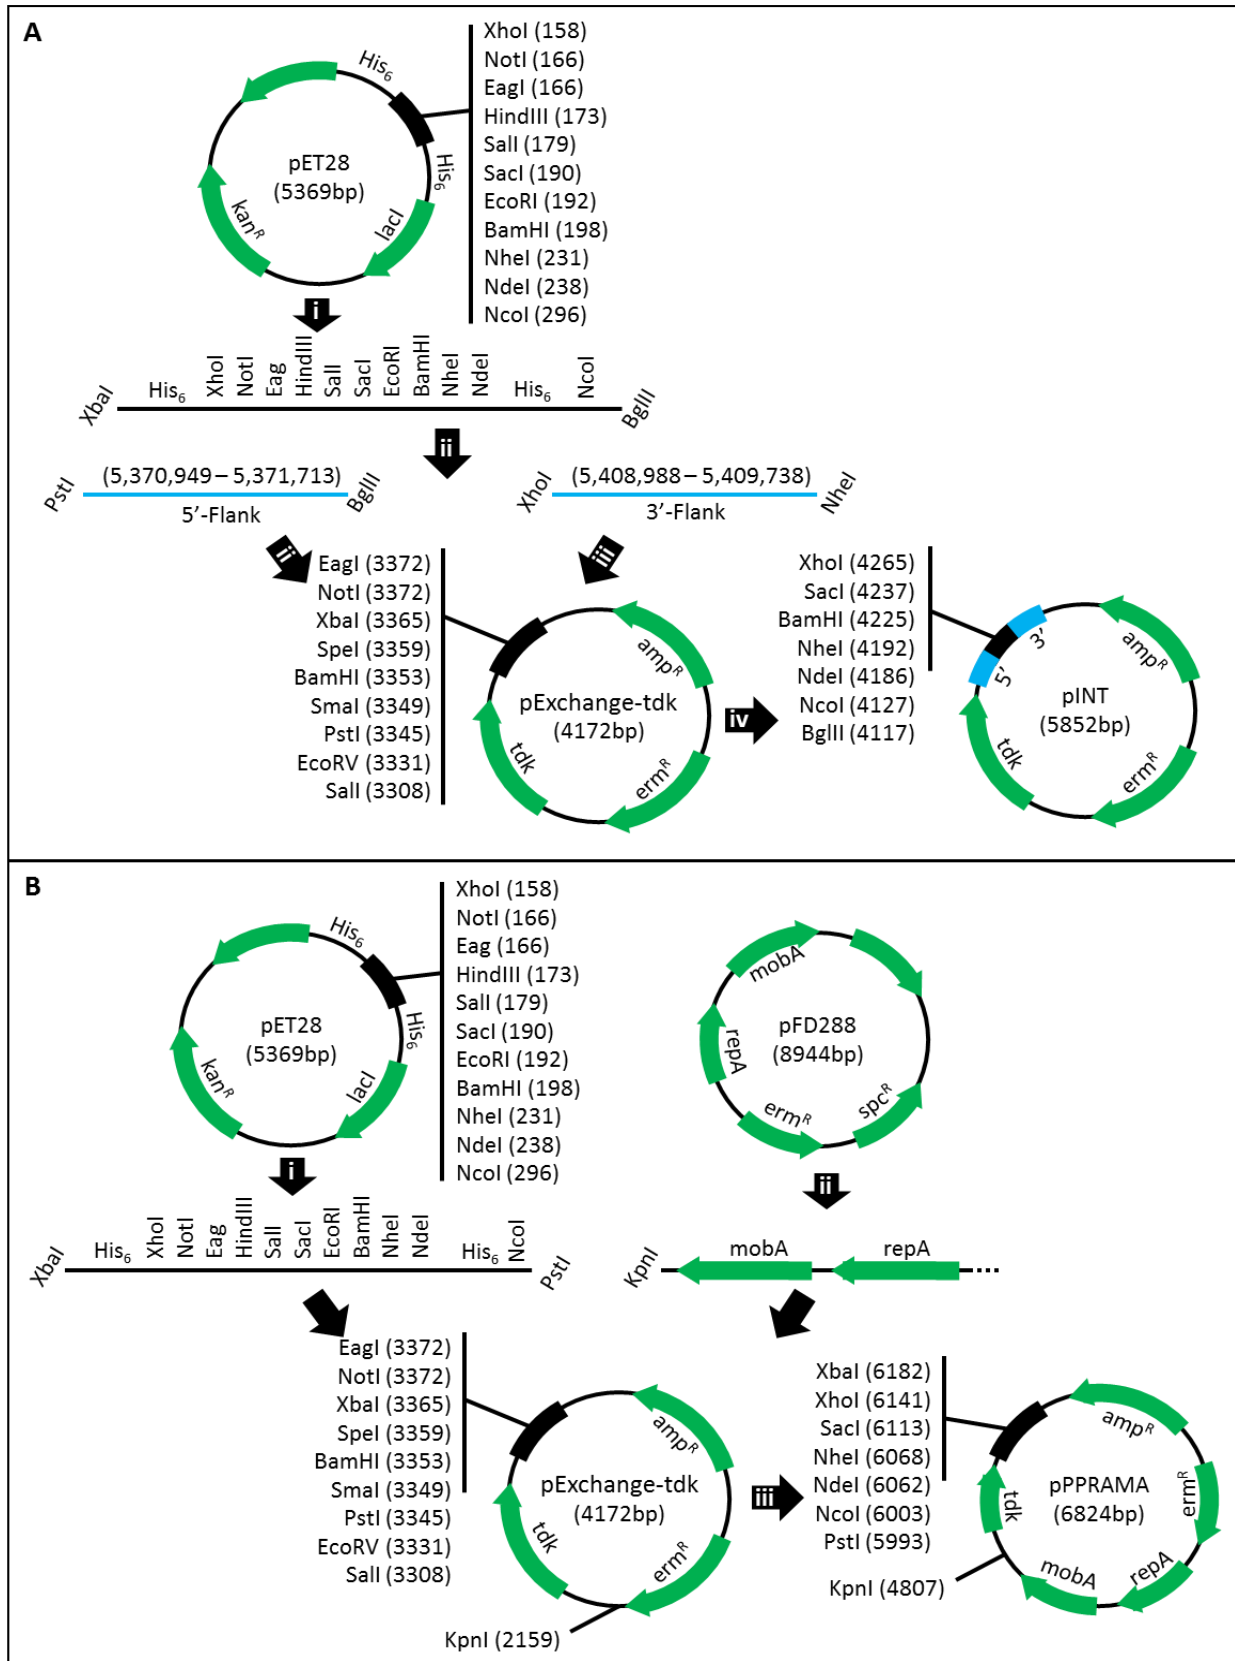 A
XhoI (158)
NotI (166)
EagI (166)
HindIII (173)
SalI (179)
SacI (190)
EcoRI (192)
BamHI (198)
NheI (231)
NdeI (238)
NcoI (296)
His6
His6
pET28
(5369bp)
kanR
lacI
i
XbaI
His6
XhoI
NotI
Eag
HindIII
SalI
SacI
EcoRI
BamHI
NheI
NdeI
His6
NcoI
BglII
ii
PstI
(5,370,949 – 5,371,713)
BglII
5’-Flank
XhoI
(5,408,988 – 5,409,738)
NheI
3’-Flank
iii
iii
EagI (3372)
NotI (3372)
XbaI (3365)
SpeI (3359)
BamHI (3353)
SmaI (3349)
PstI (3345)
EcoRV (3331)
SalI (3308)
ampR
pExchange-tdk
(4172bp)
tdk
ermR
iv
XhoI (4265)
SacI (4237)
BamHI (4225)
NheI (4192)
NdeI (4186)
NcoI (4127)
BglII (4117)
3’
5’
ampR
pINT
(5852bp)
tdk
ermR
B
XhoI (158)
NotI (166)
Eag (166)
HindIII (173)
SalI (179)
SacI (190)
EcoRI (192)
BamHI (198)
NheI (231)
NdeI (238)
NcoI (296)
His6
His6
pET28
(5369bp)
kanR
lacI
mobA
repA
pFD288
(8944bp)
ermR
spcR
i
ii
XbaI
His6
XhoI
NotI
Eag
HindIII
SalI
SacI
EcoRI
BamHI
NheI
NdeI
His6
NcoI
PstI
KpnI
mobA
repA
EagI (3372)
NotI (3372)
XbaI (3365)
SpeI (3359)
BamHI (3353)
SmaI (3349)
PstI (3345)
EcoRV (3331)
SalI (3308)
ampR
pExchange-tdk
(4172bp)
tdk
ermR
KpnI (2159)
iii
XbaI (6182)
XhoI (6141)
SacI (6113)
NheI (6068)
NdeI (6062)
NcoI (6003)
PstI (5993)
KpnI (4807)
ampR
ermR
pPPRAMA
(6824bp)
tdk
mobA
repA